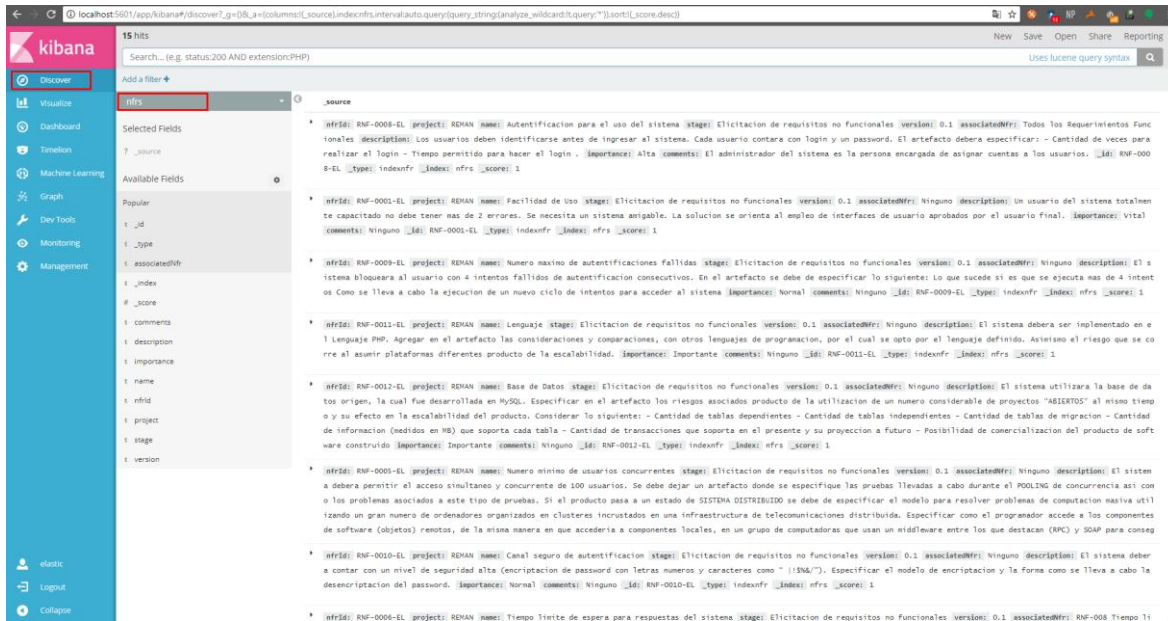 localhost:5601/app/kibana#/discover?_g=()&_a=(columns:!(_source),index:nfrs,interval:auto,query:(query_string:(analyze_wildcard:!t,query:'*')),sort:!(_score,desc))
NP
kibana
15 hits
New Save Open Share Reporting
Search... (e.g. status:200 AND extension:PHP)
Uses lucene query syntax
Discover
Add a filter +
Visualize
Dashboard
Timelion
Machine Learning
Graph
Dev Tools
Monitoring
Management
elastic
Logout
Collapse
nfrs
Selected Fields
? _source
Available Fields
Popular
t _id
t _type
t associatedNfr
t _index
# _score
t comments
t description
t importance
t name
t nfrId
t project
t stage
t version
_source
nfrId: RNF-0008-EL project: REMAN name: Autentificacion para el uso del sistema stage: Elicitacion de requisitos no funcionales version: 0.1 associatedNfr: Todos los Requerimientos Func
ionales description: Los usuarios deben identificarse antes de ingresar al sistema. Cada usuario contara con login y un password. El artefacto debera especificar: - Cantidad de veces para
realizar el login - Tiempo permitido para hacer el login . importance: Alta comments: El administrador del sistema es la persona encargada de asignar cuentas a los usuarios. _id: RNF-000
8-EL _type: indexnfr _index: nfrs _score: 1
nfrId: RNF-0001-EL project: REMAN name: Facilidad de Uso stage: Elicitacion de requisitos no funcionales version: 0.1 associatedNfr: Ninguno description: Un usuario del sistema totalmen
te capacitado no debe tener mas de 2 errores. Se necesita un sistema amigable. La solucion se orienta al empleo de interfaces de usuario aprobados por el usuario final. importance: Vital
comments: Ninguno _id: RNF-0001-EL _type: indexnfr _index: nfrs _score: 1
nfrId: RNF-0009-EL project: REMAN name: Numero maximo de autentificaciones fallidas stage: Elicitacion de requisitos no funcionales version: 0.1 associatedNfr: Ninguno description: El s
istema bloqueara al usuario con 4 intentos fallidos de autentificacion consecutivos. En el artefacto se debe de especificar lo siguiente: Lo que sucede si es que se ejecuta mas de 4 intent
os Como se lleva a cabo la ejecucion de un nuevo ciclo de intentos para acceder al sistema importance: Normal comments: Ninguno _id: RNF-0009-EL _type: indexnfr _index: nfrs _score: 1
nfrId: RNF-0011-EL project: REMAN name: Lenguaje stage: Elicitacion de requisitos no funcionales version: 0.1 associatedNfr: Ninguno description: El sistema debera ser implementado en e
l Lenguaje PHP. Agregar en el artefacto las consideraciones y comparaciones, con otros lenguajes de programacion, por el cual se opto por el lenguaje definido. Asimismo el riesgo que se co
rre al asumir plataformas diferentes producto de la escalabilidad. importance: Importante comments: Ninguno _id: RNF-0011-EL _type: indexnfr _index: nfrs _score: 1
nfrId: RNF-0012-EL project: REMAN name: Base de Datos stage: Elicitacion de requisitos no funcionales version: 0.1 associatedNfr: Ninguno description: El sistema utilizara la base de da
tos origen, la cual fue desarrollada en MySQL. Especificar en el artefacto los riesgos asociados producto de la utilizacion de un numero considerable de proyectos "ABIERTOS" al mismo tiemp
o y su efecto en la escalabilidad del producto. Considerar lo siguiente: - Cantidad de tablas dependientes - Cantidad de tablas independientes - Cantidad de tablas de migracion - Cantidad
de informacion (medidos en MB) que soporta cada tabla - Cantidad de transacciones que soporta en el presente y su proyeccion a futuro - Posibilidad de comercializacion del producto de soft
ware construido importance: Importante comments: Ninguno _id: RNF-0012-EL _type: indexnfr _index: nfrs _score: 1
nfrId: RNF-0005-EL project: REMAN name: Numero minimo de usuarios concurrentes stage: Elicitacion de requisitos no funcionales version: 0.1 associatedNfr: Ninguno description: El sistem
a debera permitir el acceso simultaneo y concurrente de 100 usuarios. Se debe dejar un artefacto donde se especifique las pruebas llevadas a cabo durante el POOLING de concurrencia asi com
o los problemas asociados a este tipo de pruebas. Si el producto pasa a un estado de SISTEMA DISTRIBUIDO se debe de especificar el modelo para resolver problemas de computacion masiva util
izando un gran numero de ordenadores organizados en clusteres incrustados en una infraestructura de telecomunicaciones distribuida. Especificar como el programador accede a los componentes
de software (objetos) remotos, de la misma manera en que accederia a componentes locales, en un grupo de computadoras que usan un middleware entre los que destacan (RPC) y SOAP para conseg
nfrId: RNF-0010-EL project: REMAN name: Canal seguro de autentificacion stage: Elicitacion de requisitos no funcionales version: 0.1 associatedNfr: Ninguno description: El sistema deber
a contar con un nivel de seguridad alta (encriptacion de password con letras numeros y caracteres como " |!$%&/"). Especificar el modelo de encriptacion y la forma como se lleva a cabo la
desencriptacion del password. importance: Normal comments: Ninguno _id: RNF-0010-EL _type: indexnfr _index: nfrs _score: 1
nfrId: RNF-0006-EL project: REMAN name: Tiempo limite de espera para respuestas del sistema stage: Elicitacion de requisitos no funcionales version: 0.1 associatedNfr: RNF-008 Tiempo li